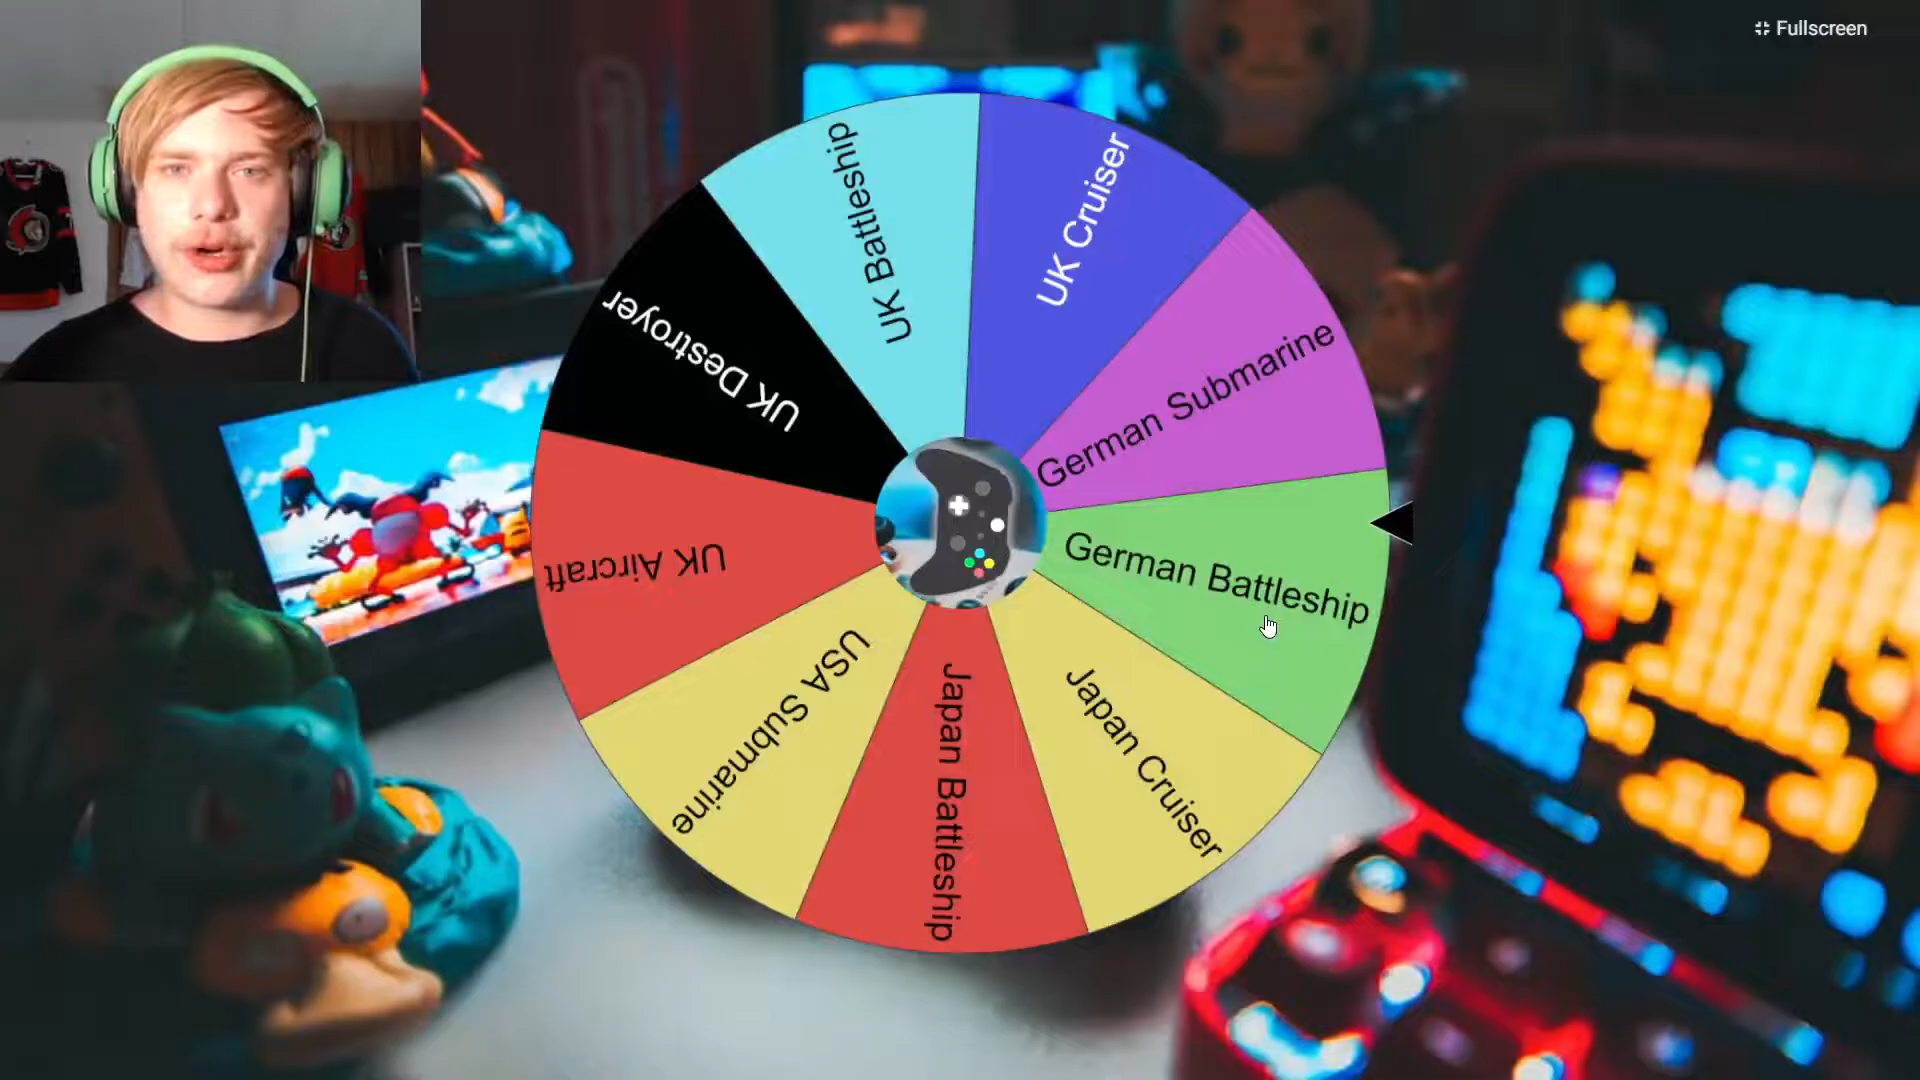 Fullscreen
UK Battleship
UK Cruiser
German Submarine
German Battleship
Japan Cruiser
Japan Battleship
USA Submarine
UK Aircraft
UK Destroyer